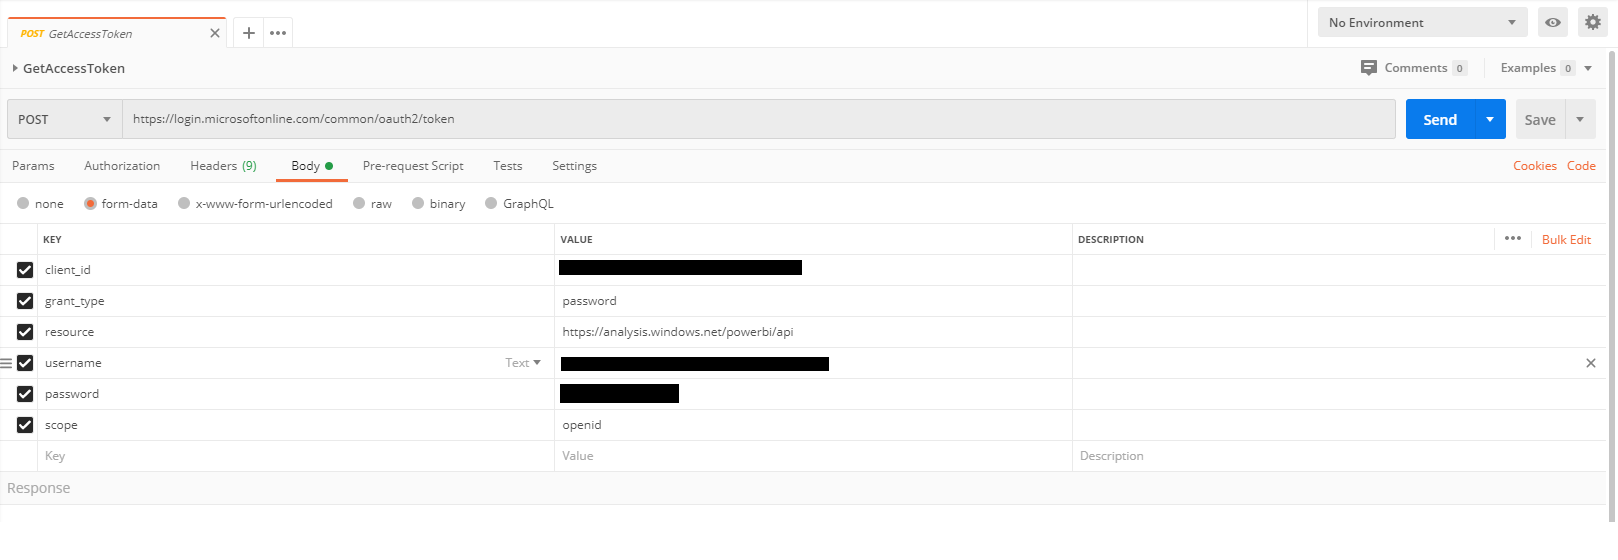 POST GetAccessToken
No Environment
GetAccessToken
Comments 0
Examples 0
POST
https://login.microsoftonline.com/common/oauth2/token
Send
Save
Params Authorization Headers (9) Body Pre-request Script Tests Settings
Cookies Code
none form-data x-www-form-urlencoded raw binary GraphQL
KEY VALUE DESCRIPTION Bulk Edit
client_id
grant_type password
resource https://analysis.windows.net/powerbi/api
username Text
password
scope openid
Key Value Description
Response